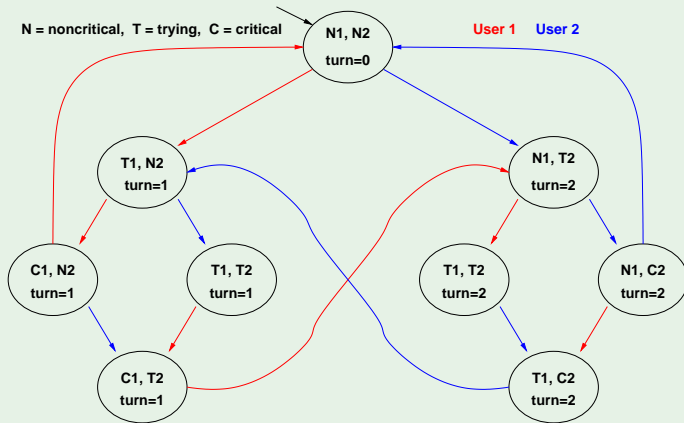 N = noncritical, T = trying, C = critical
User 1 User 2
N1, N2
turn=0
T1, N2
turn=1
N1, T2
turn=2
C1, N2
turn=1
T1, T2
turn=1
T1, T2
turn=2
N1, C2
turn=2
C1, T2
turn=1
T1, C2
turn=2